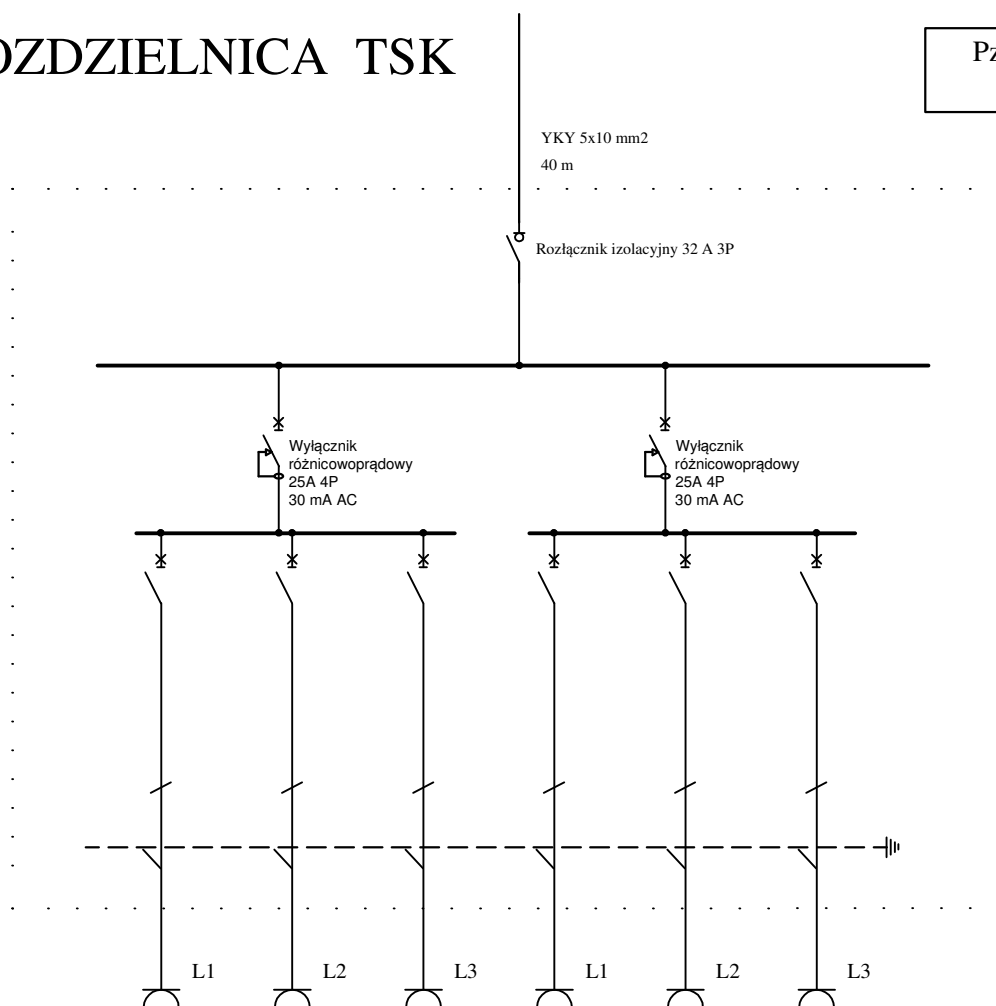 OZDZIELNICA TSK
Pz
YKY 5x10 mm2
40 m
Rozłącznik izolacyjny 32 A 3P
Wyłącznik
różnicowoprądowy
25A 4P
30 mA AC
Wyłącznik
różnicowoprądowy
25A 4P
30 mA AC
L1
L2
L3
L1
L2
L3